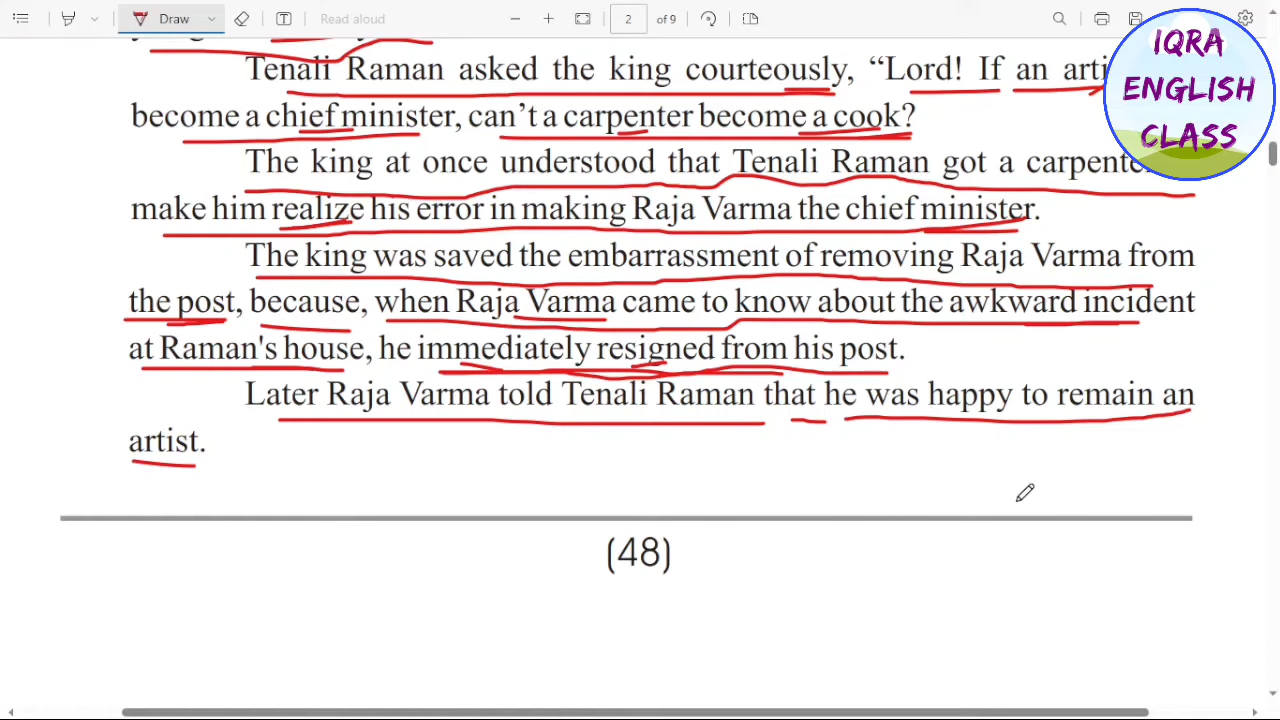 Draw
Read aloud
2
of 9
IQRA
ENGLISH
CLASS
Tenali Raman asked the king courteously, “Lord! If an
become a chief minister, can’t a carpenter become a cook?
The king at once understood that Tenali Raman got a
make him realize his error in making Raja Varma the chief minister.
The king was saved the embarrassment of removing Raja Varma from
the post, because, when Raja Varma came to know about the awkward incident
at Raman's house, he immediately resigned from his post.
Later Raja Varma told Tenali Raman that he was happy to remain an
artist.
(48)